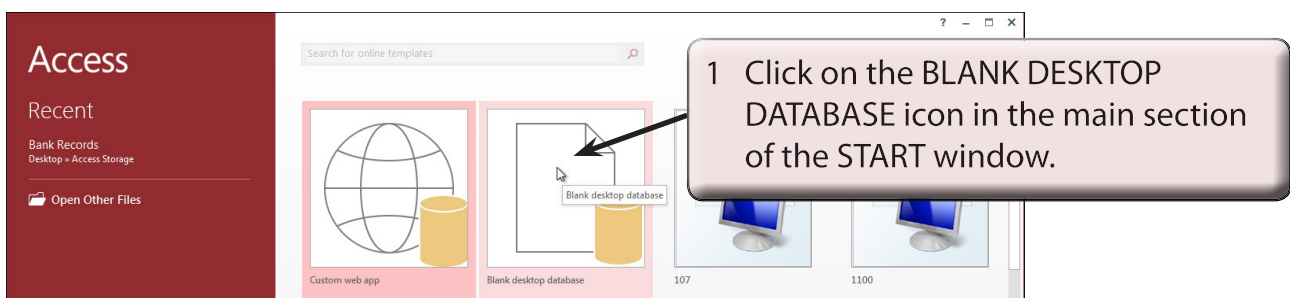 ? – □ ×
Access
Search for online templates
Recent
Bank Records
Desktop » Access Storage
Open Other Files
1 Click on the BLANK DESKTOP
DATABASE icon in the main section
of the START window.
Blank desktop database
Custom web app
Blank desktop database
107
1100